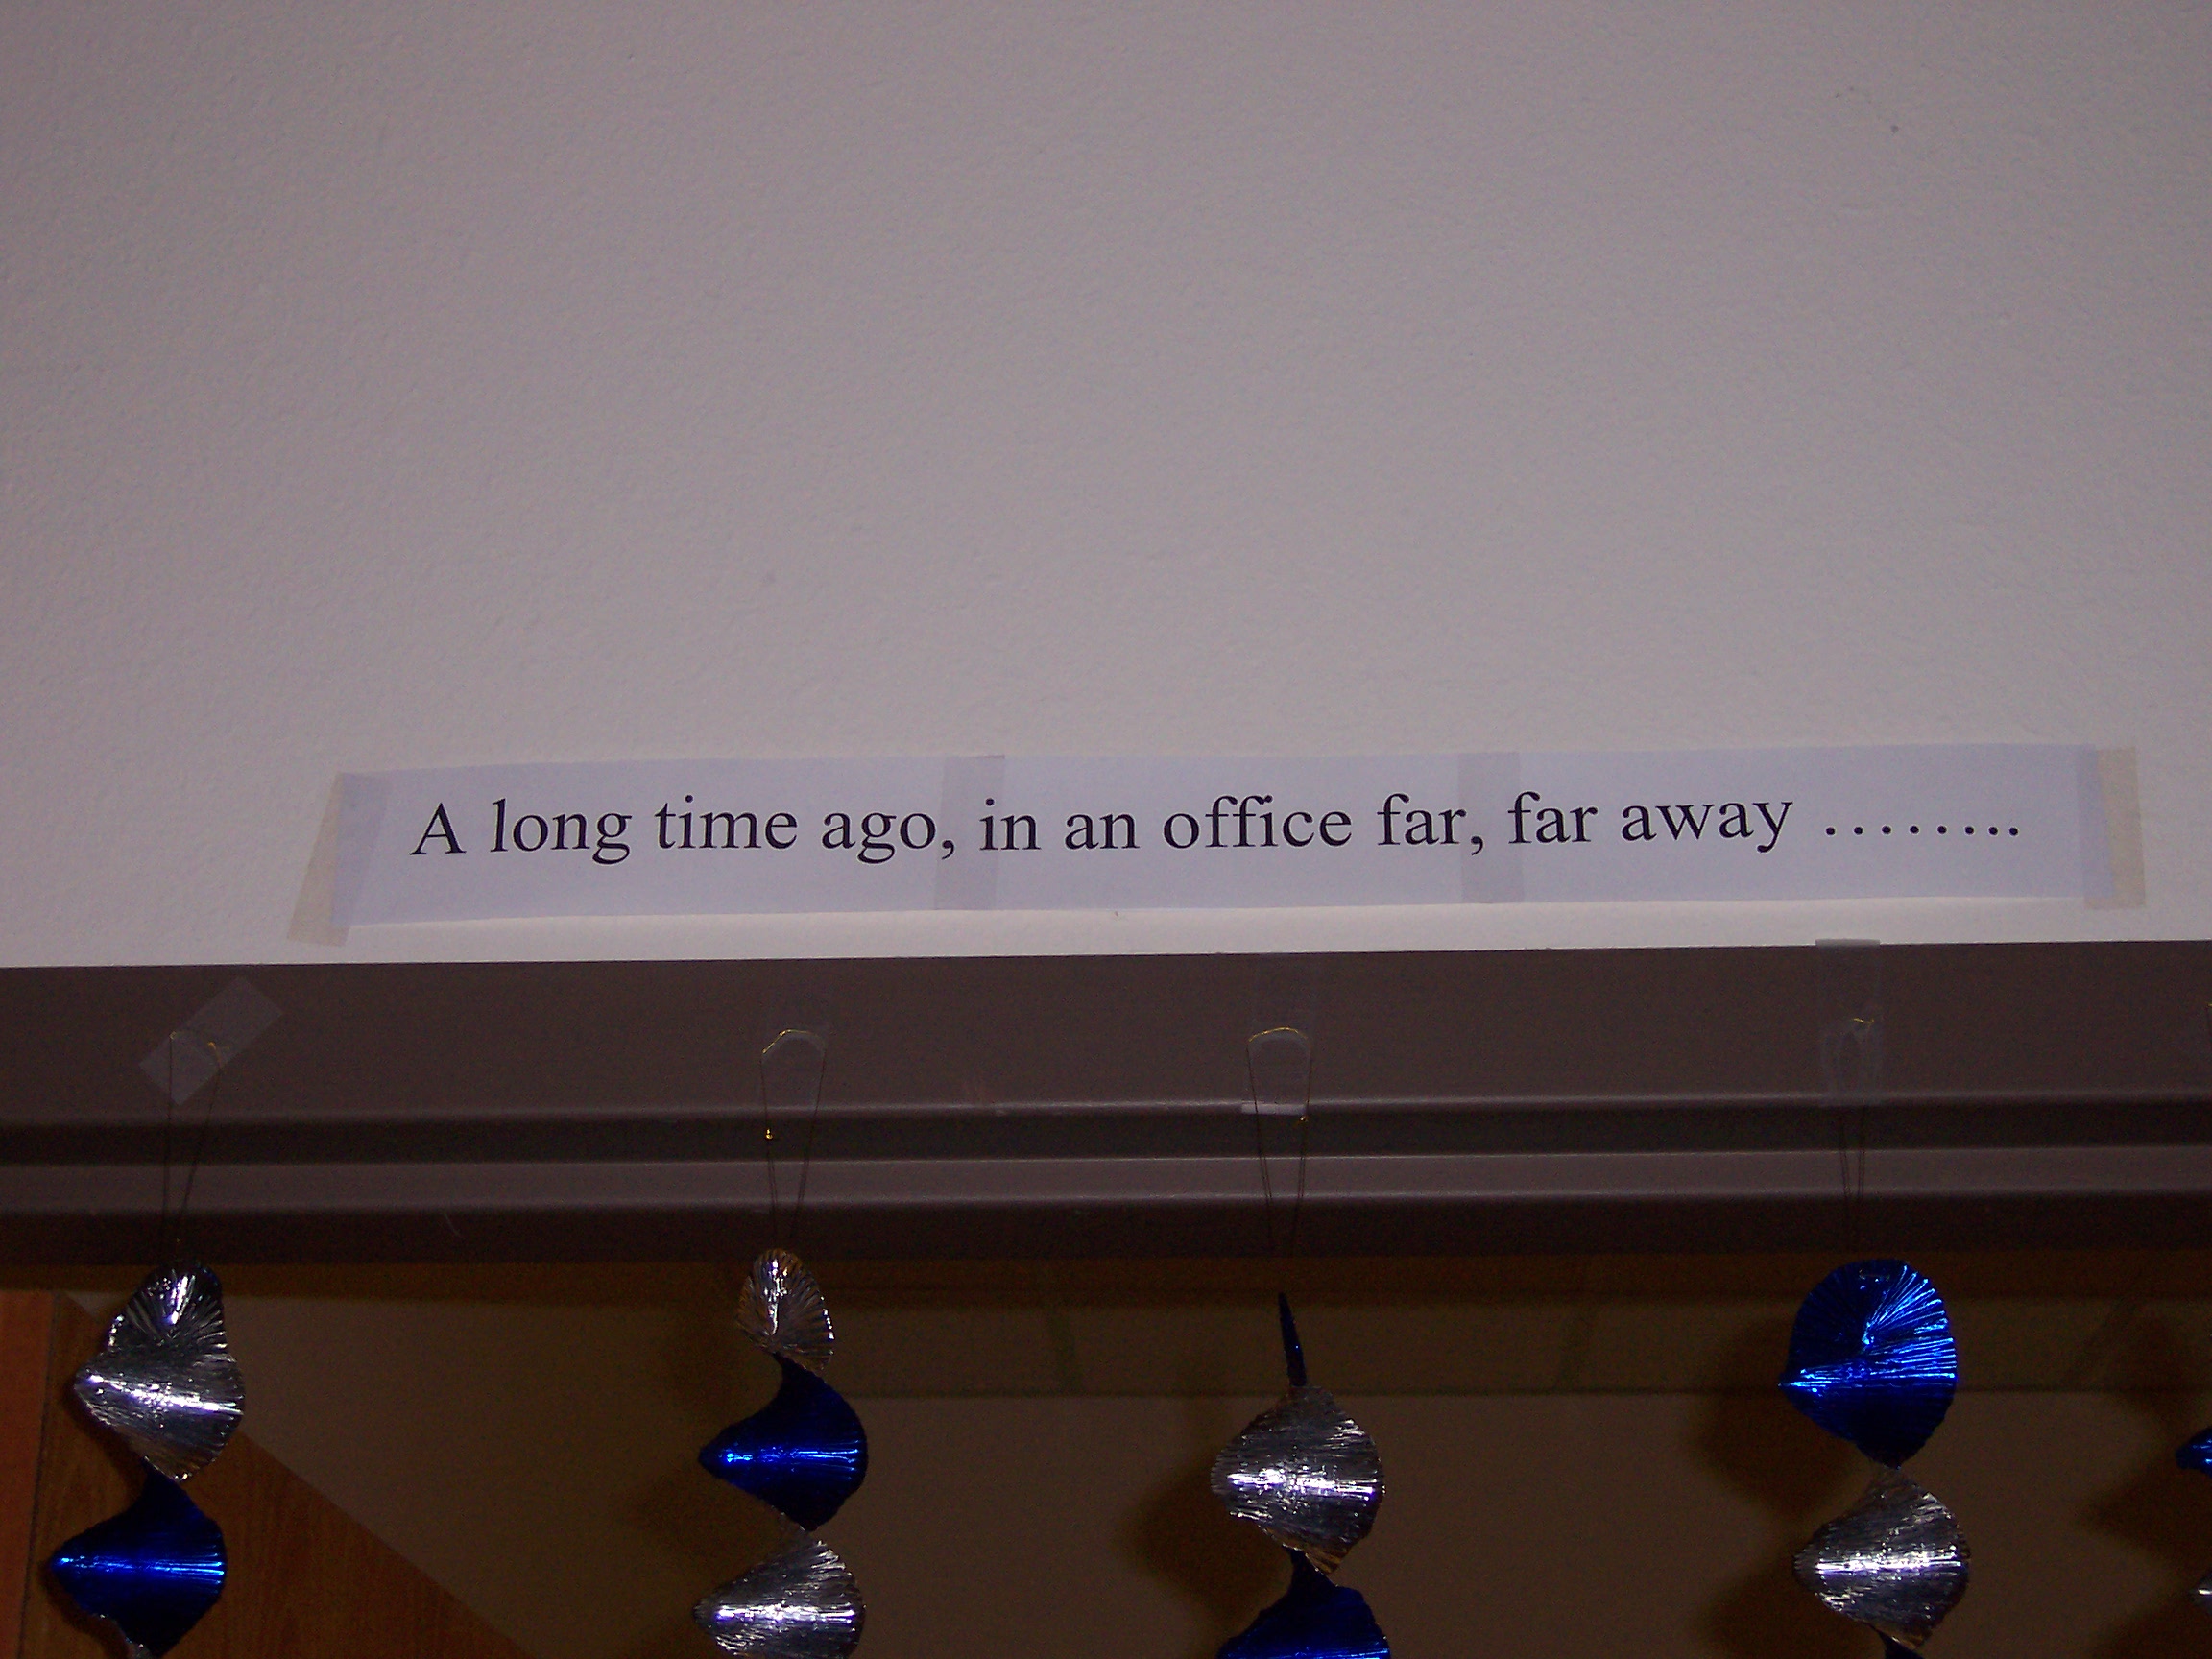 A long time ago, in an office far, far away ........